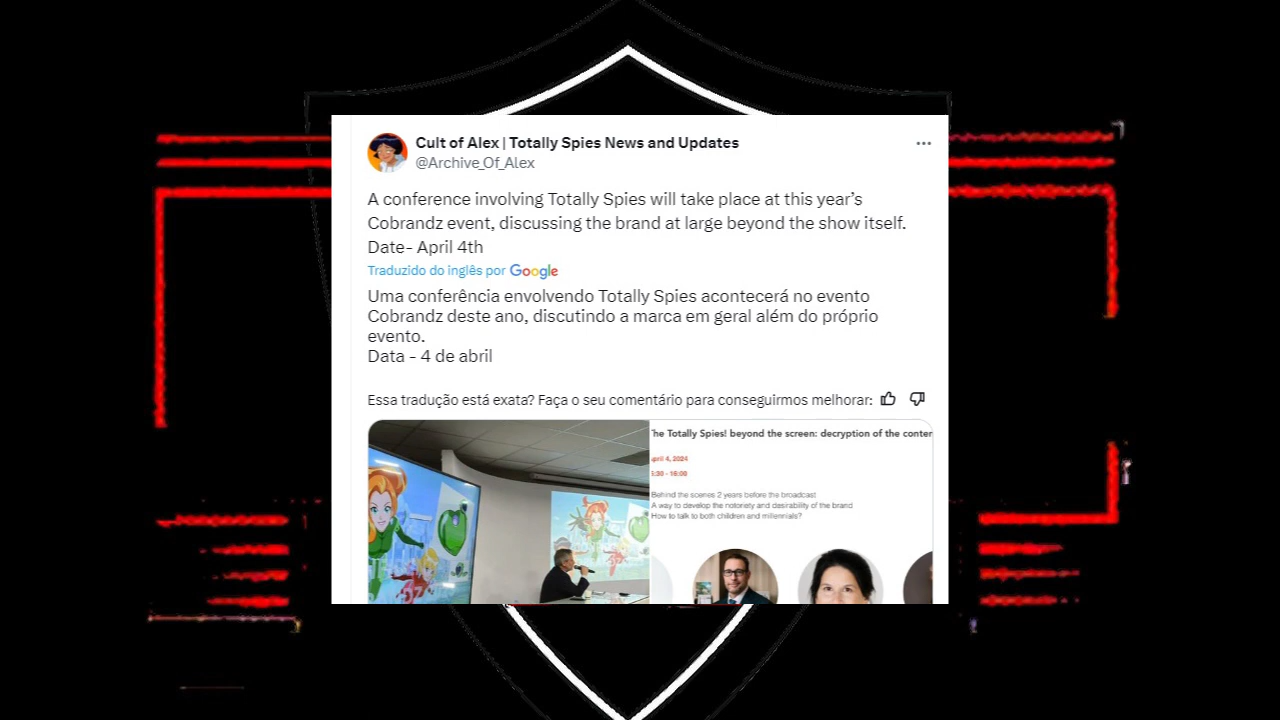 Cult of Alex | Totally Spies News and Updates
@Archive_Of_Alex
A conference involving Totally Spies will take place at this year’s
Cobrandz event, discussing the brand at large beyond the show itself.
Date- April 4th
Traduzido do inglês por Google
Uma conferência envolvendo Totally Spies acontecerá no evento
Cobrandz deste ano, discutindo a marca em geral além do próprio
evento.
Data - 4 de abril
Essa tradução está exata? Faça o seu comentário para conseguirmos melhorar:
he Totally Spies! beyond the screen: decryption of the conter
pril 4, 2024
:30 - 16:00
Behind the scenes 2 years before the broadcast
A way to develop the notoriety and desirability of the brand
How to talk to both children and millennials?